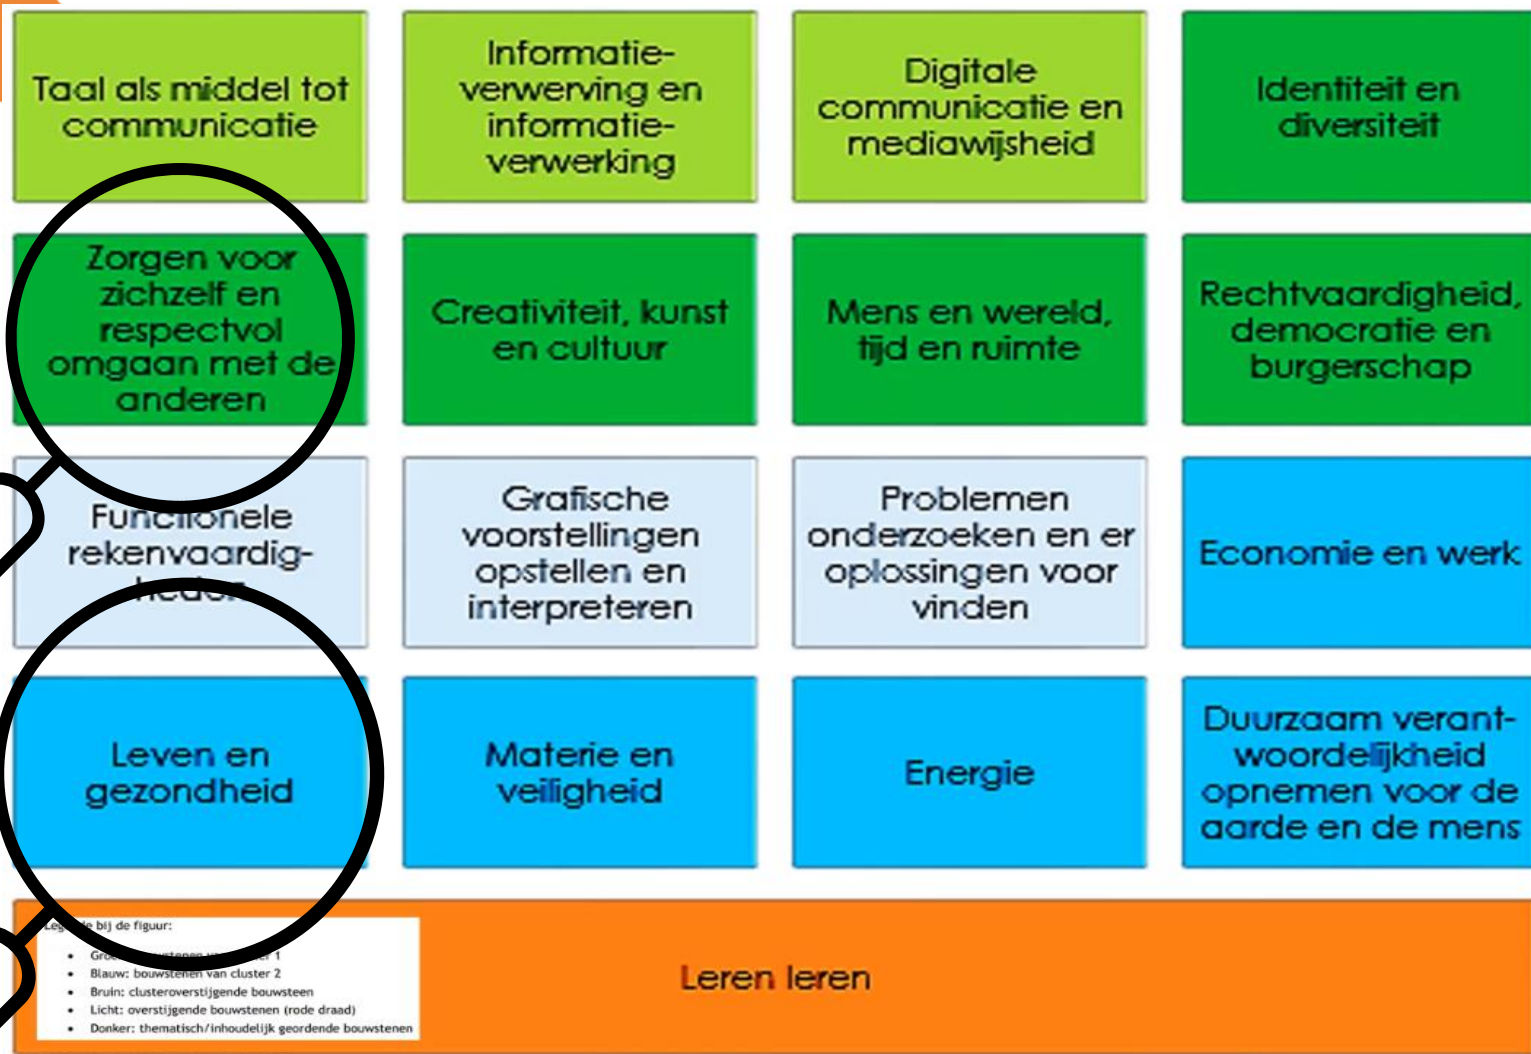 Taal als middel tot
communicatie
Informatie-
verwerving en
informatie-
verwerking
Digitale
communicatie en
mediawijsheid
Identiteit en
diversiteit
Zorgen voor
zichzelf en
respectvol
omgaan met de
anderen
Creativiteit, kunst
en cultuur
Mens en wereld,
tijd en ruimte
Rechtvaardigheid,
democratie en
burgerschap
Functionele
rekenvaardig-
heden
Grafische
voorstellingen
opstellen en
interpreteren
Problemen
onderzoeken en er
oplossingen voor
vinden
Economie en werk
Leven en
gezondheid
Materie en
veiligheid
Energie
Duurzaam verant-
woordelijkheid
opnemen voor de
aarde en de mens
Leren leren
bij de figuur:
• bouwstenen 1
• Blauw: bouwstenen van cluster 2
• Bruin: clusteroverstijgende bouwsteen
• Licht: overstijgende bouwstenen (rode draad)
• Donker: thematisch/inhoudelijk geordende bouwstenen